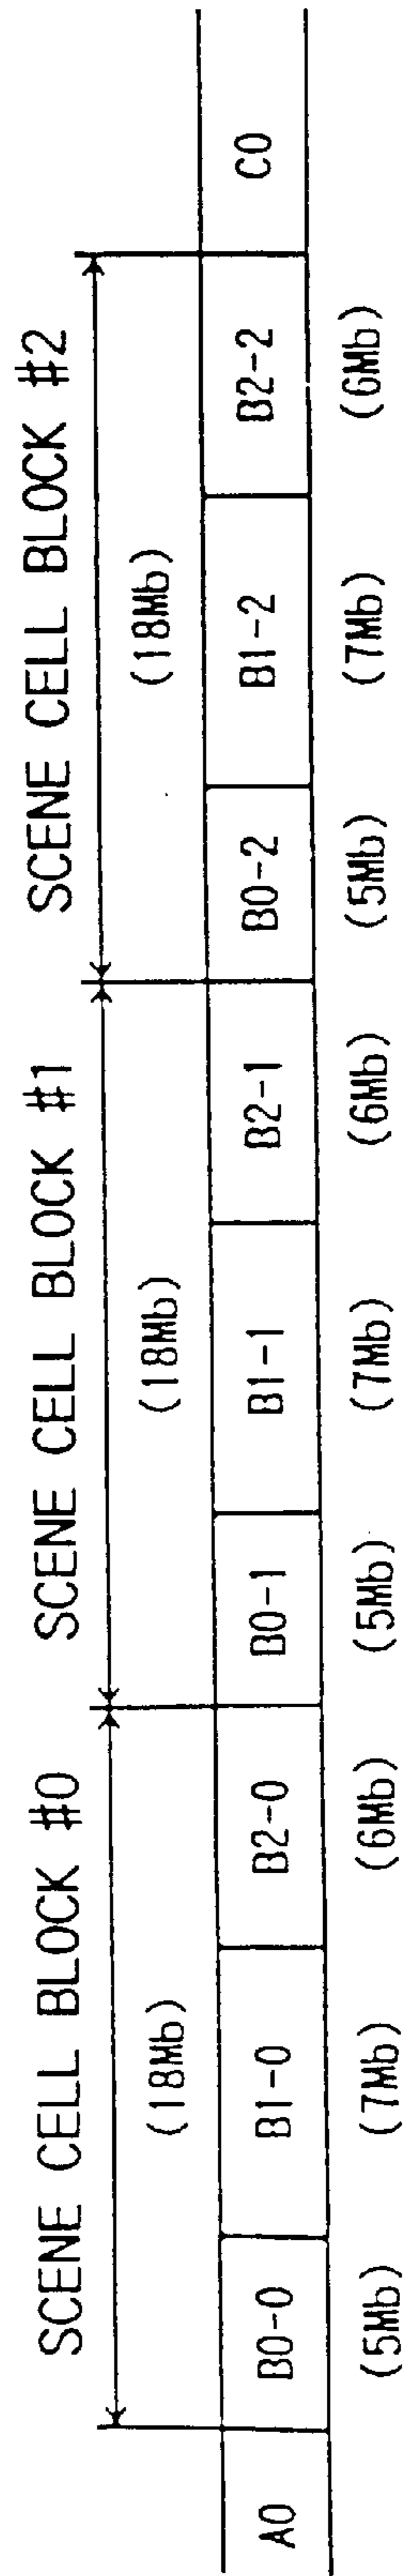 SCENE CELL BLOCK #0 SCENE CELL BLOCK #1 SCENE CELL BLOCK #2
(18Mb) (18Mb) (18Mb)
A0 B0-0 B1-0 B2-0 B0-1 B1-1 B2-1 B0-2 B1-2 B2-2 C0
(5Mb) (7Mb) (6Mb) (5Mb) (7Mb) (6Mb) (5Mb) (7Mb) (6Mb)